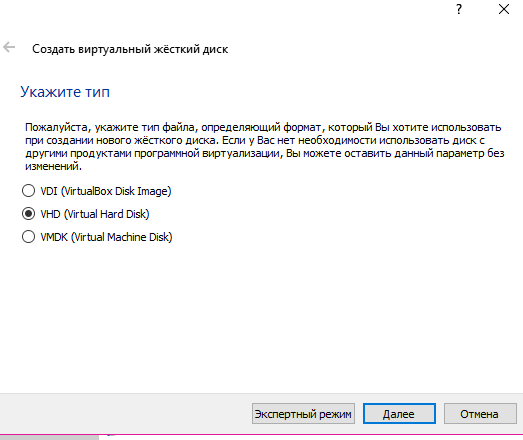 ?
Создать виртуальный жёсткий диск
Укажите тип
Пожалуйста, укажите тип файла, определяющий формат, который Вы хотите использовать
при создании нового жёсткого диска. Если у Вас нет необходимости использовать диск с
другими продуктами программной виртуализации, Вы можете оставить данный параметр без
изменений.
VDI (VirtualBox Disk Image)
VHD (Virtual Hard Disk)
VMDK (Virtual Machine Disk)
Экспертный режим Далее Отмена